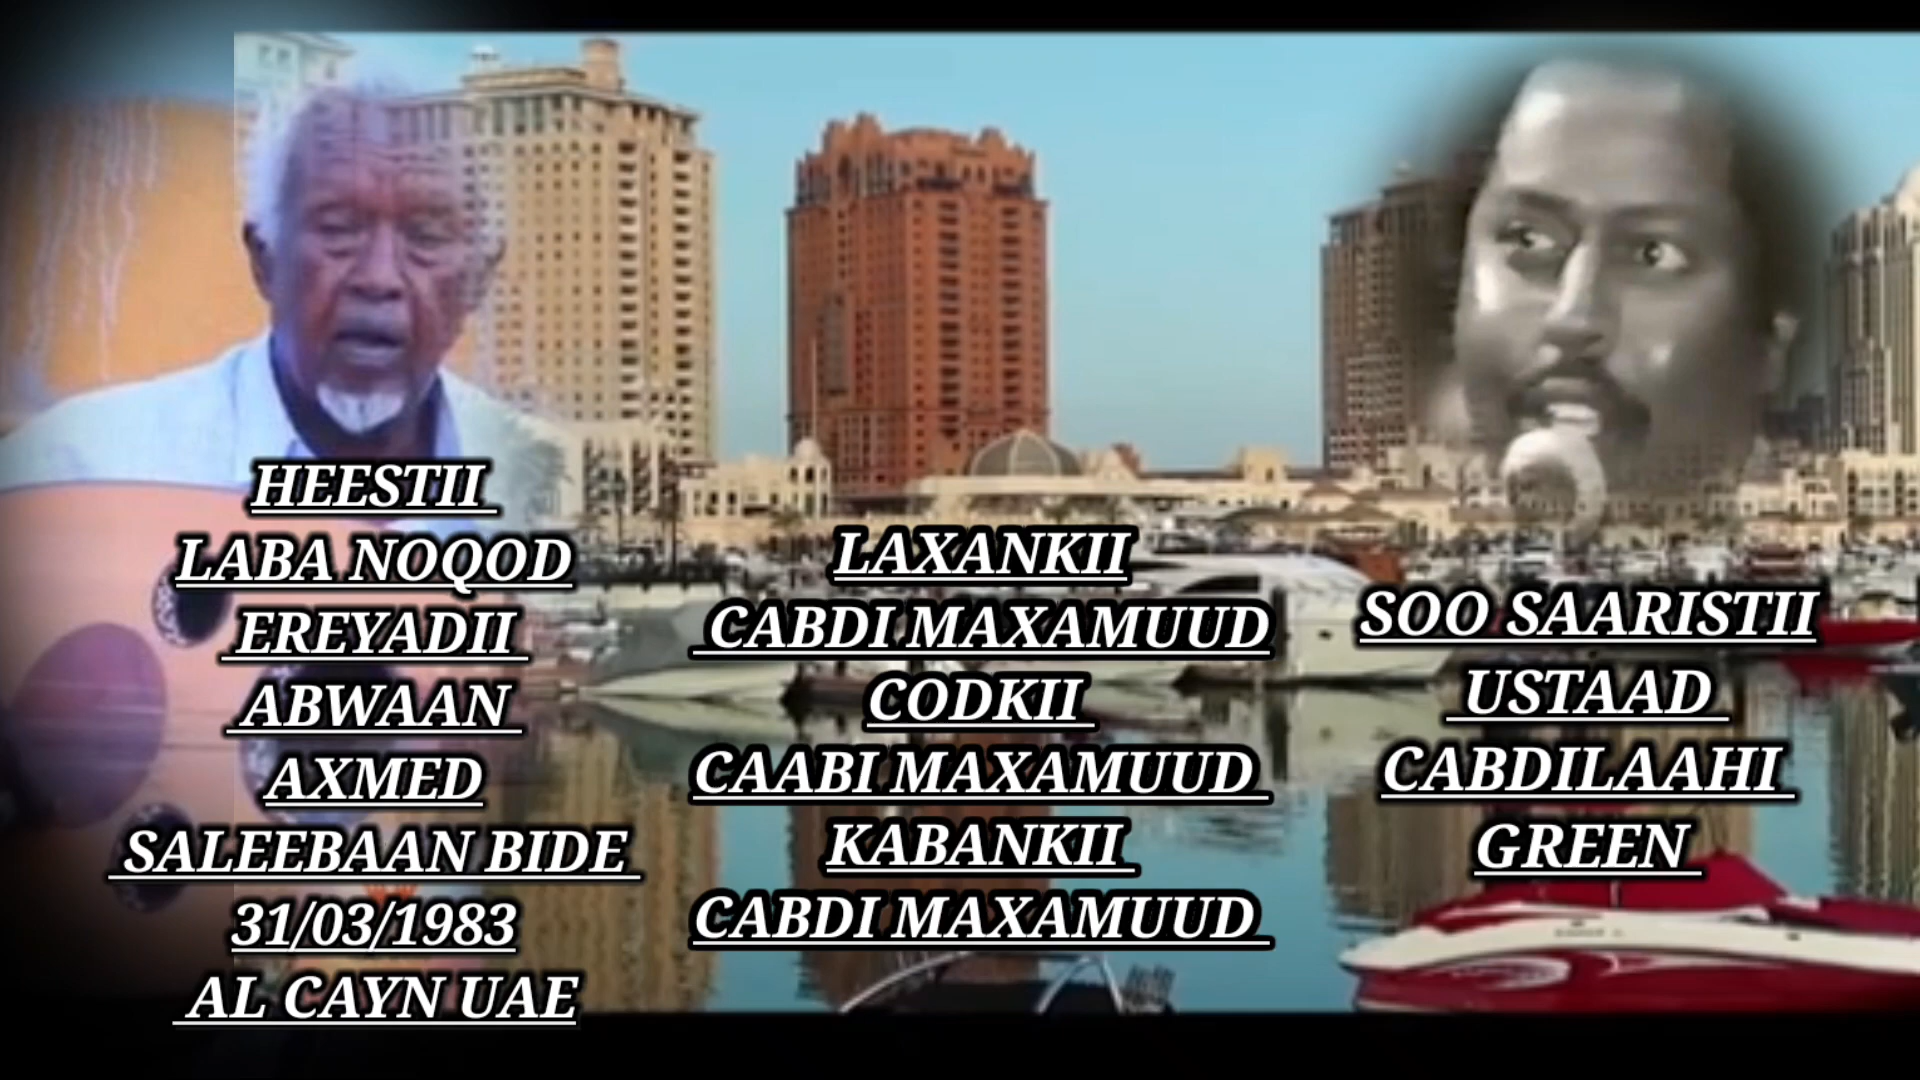 HEESTII
LABA NOQOD
EREYADII
ABWAAN
AXMED
SALEEBAAN BIDE
31/03/1983
AL CAYN UAE
LAXANKII
CABDI MAXAMUUD
CODKII
CAABI MAXAMUUD
KABANKII
CABDI MAXAMUUD
SOO SAARISTII
USTAAD
CABDILAAHI
GREEN